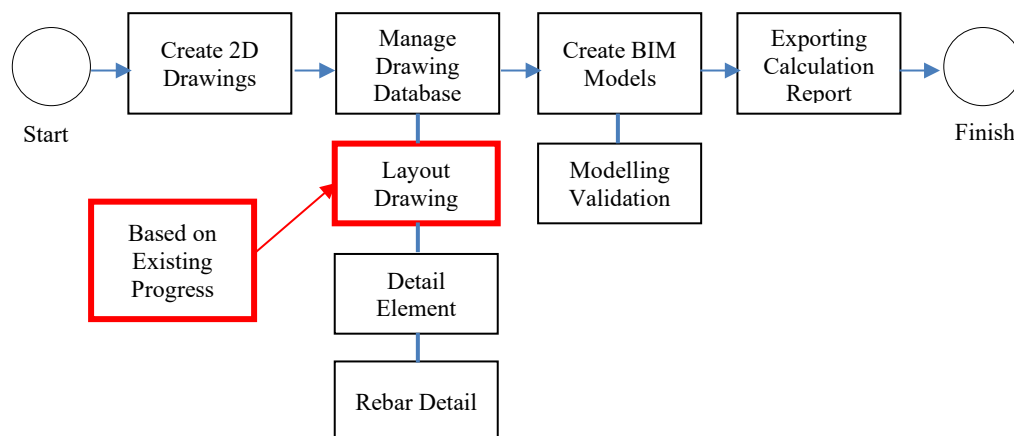 Start
Create 2D
Drawings
Manage
Drawing
Database
Create BIM
Models
Exporting
Calculation
Report
Finish
Layout
Drawing
Modelling
Validation
Based on
Existing
Progress
Detail
Element
Rebar Detail